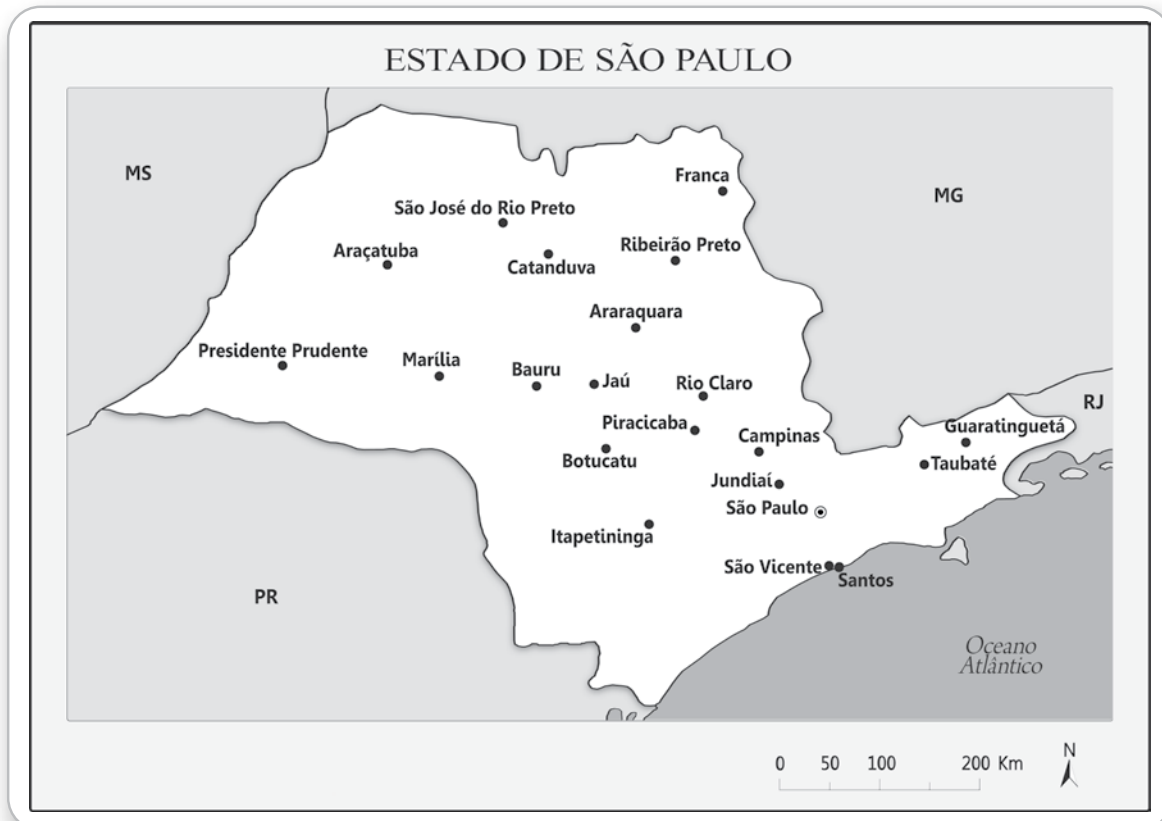 ESTADO DE SÃO PAULO
MS
MG
Franca
São José do Rio Preto
Ribeirão Preto
Araçatuba
Catanduva
Araraquara
Presidente Prudente
Marília
Bauru
Jaú
Rio Claro
RJ
Piracicaba
Campinas
Guaratinguetá
Botucatu
Taubaté
Jundiaí
São Paulo
Itapetininga
São Vicente
Santos
PR
Oceano
Atlântico
0 50 100 200 Km
N